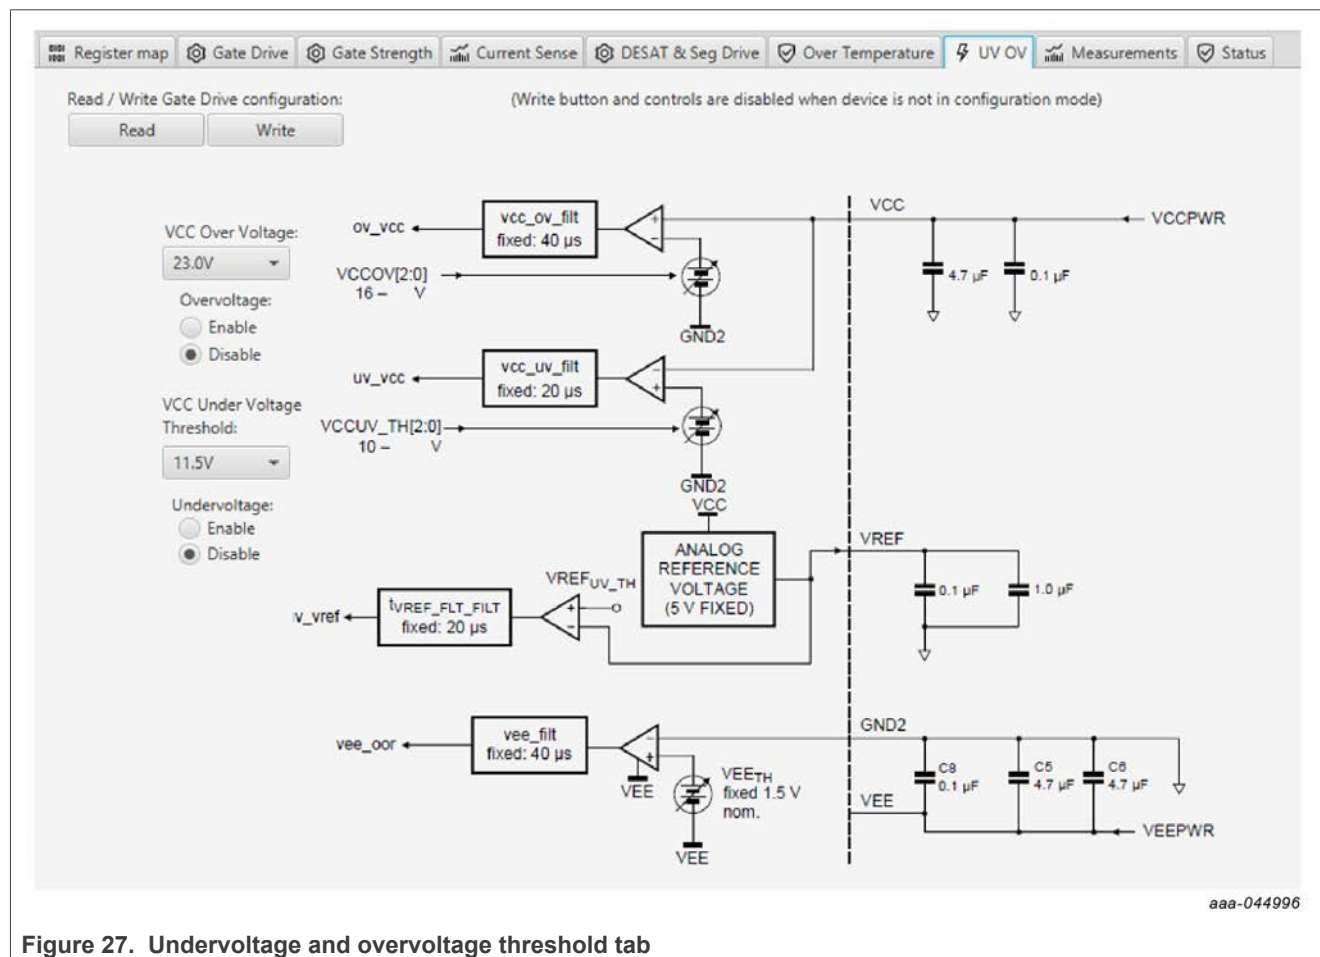 Register map Gate Drive Gate Strength Current Sense DESAT & Seg Drive Over Temperature UV OV Measurements Status
Read / Write Gate Drive configuration:
(Write button and controls are disabled when device is not in configuration mode)
Read Write
VCC Over Voltage:
23.0V
Overvoltage:
Enable
Disable
VCC Under Voltage
Threshold:
11.5V
Undervoltage:
Enable
Disable
ov_vcc
vcc_ov_filt
fixed: 40 µs
VCCOV[2:0]
16 – V
GND2
VCC
VCCPWR
4.7 µF
0.1 µF
uv_vcc
vcc_uv_filt
fixed: 20 µs
VCCUV_TH[2:0]
10 – V
GND2
VCC
ANALOG
REFERENCE
VOLTAGE
(5 V FIXED)
VREF
0.1 µF
1.0 µF
VREFUV_TH
tVREF_FLT_FILT
fixed: 20 µs
v_vref
GND2
vee_oor
vee_filt
fixed: 40 µs
VEE
VEETH
fixed 1.5 V
nom.
VEE
VEE
C8
0.1 µF
C5
4.7 µF
C6
4.7 µF
VEEPWR
aaa-044996
Figure 27. Undervoltage and overvoltage threshold tab